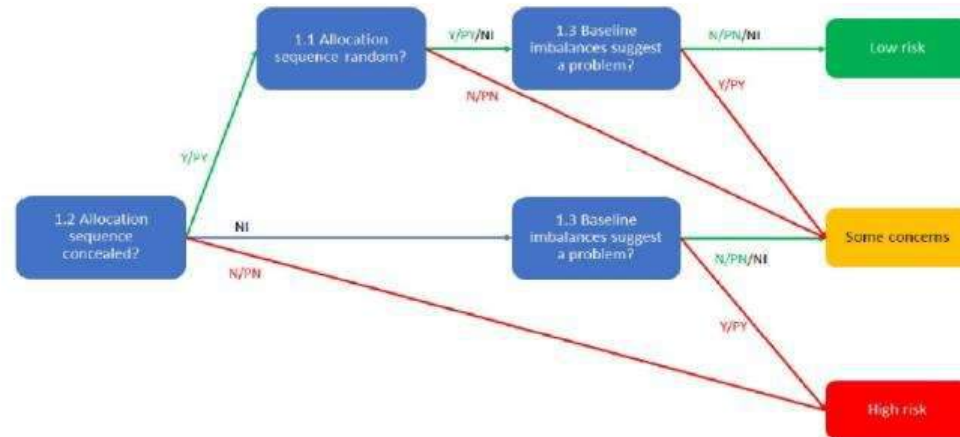 1.1 Allocation
sequence random?
Y/PY/NI
1.3 Baseline
imbalances suggest
a problem?
N/PN/NI
Low risk
N/PN
Y/PY
Y/PY
1.2 Allocation
sequence
concealed?
NI
1.3 Baseline
imbalances suggest
a problem?
Some concerns
N/PN/NI
N/PN
Y/PY
High risk